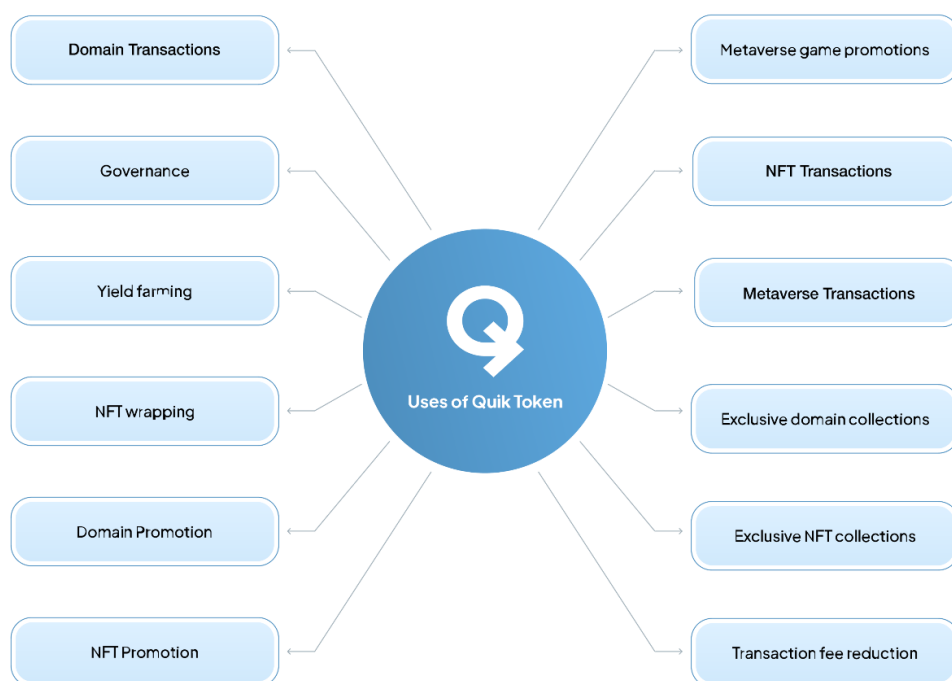 Domain Transactions
Governance
Yield farming
NFT wrapping
Domain Promotion
NFT Promotion
Uses of Quik Token
Metaverse game promotions
NFT Transactions
Metaverse Transactions
Exclusive domain collections
Exclusive NFT collections
Transaction fee reduction